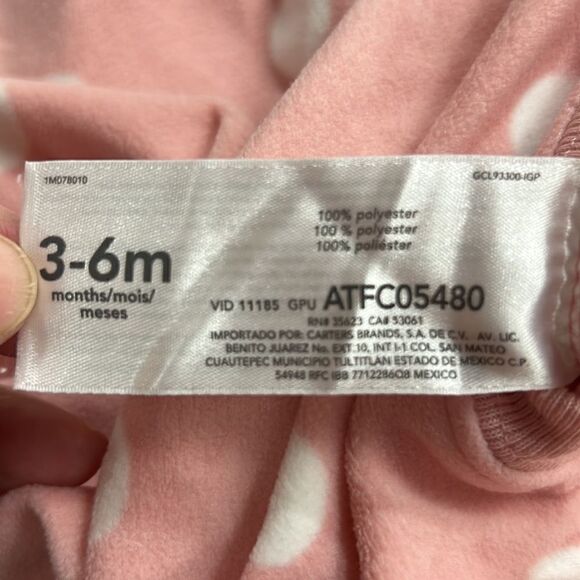 1M078010
GCL93300-IGP
100% polyester
100 % polyester
100% poliéster
3-6m
months/mois/
meses
VID 11185 GPU ATFC05480
RN# 35623 CA# 53061
IMPORTADO POR: CARTERS BRANDS, S.A. DE C.V. AV. LIC.
BENITO JUAREZ No. EXT.10, INT I-1 COL. SAN MATEO
CUAUTEPEC MUNICIPIO TULTITLAN ESTADO DE MEXICO C.P.
54948 RFC IBB 7712286Q8 MEXICO